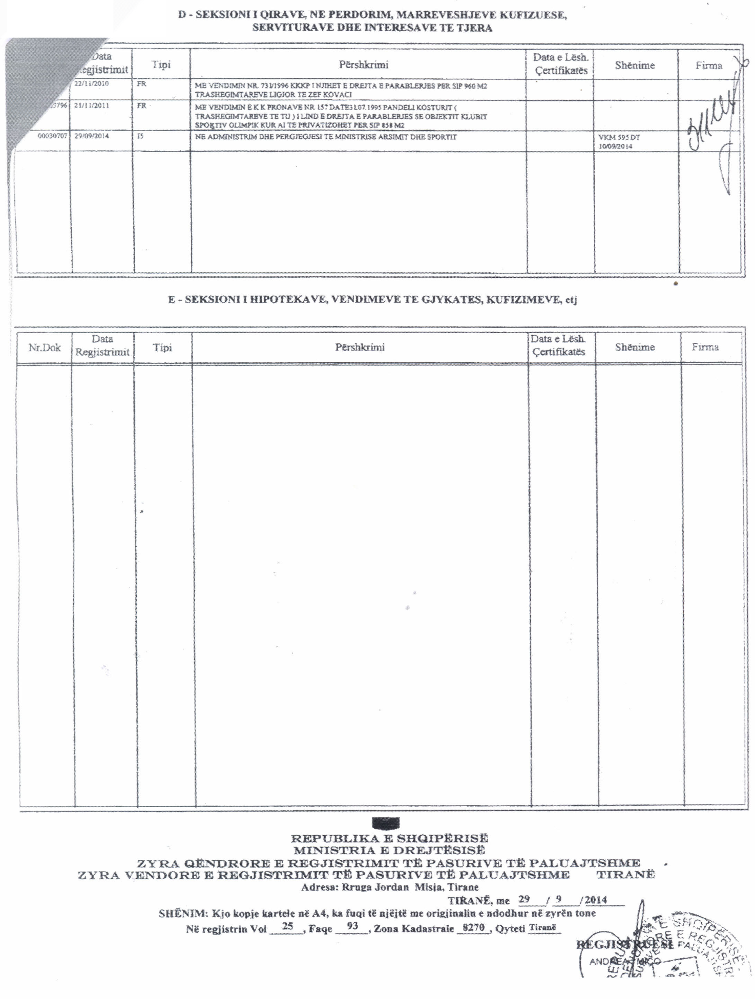 D - SEKSIONI I QIRAVE, NE PERDORIM, MARREVESHJEVE KUFIZUESE,
SERVITURAVE DHE INTERESAVE TE TJERA
Data Tipi Përshkrimi Data e Lësh. Shënime Firma
Çertifikatës
22/11/2010 FR ME VENDIMIN NR. 731/1996 KKKP I NJIHET E DREJTA E PARABLERJES PER SIP 960 M2
TRASHEGIMTAREVE LIGJOR TE ZEF KOVACI
5796 21/11/2011 FR ME VENDIMIN E K K PRONAVE NR 157 DATE31.07.1995 PANDELI KOSTURIT (
TRASHEGIMTAREVE TE TIJ ) I LIND E DREJTA E PARABLERJES SE OBJEKTIT KLUBIT
SPORTIV OLIMPIK KUR AI TE PRIVATIZOHET PER SIP 858 M2
00030707 29/09/2014 I5 NE ADMINISTRIM DHE PERGJEGJESI TE MINISTRISE ARSIMIT DHE SPORTIT VKM 595 DT
10/09/2014
E - SEKSIONI I HIPOTEKAVE, VENDIMEVE TE GJYKATES, KUFIZIMEVE, etj
Nr.Dok Data Regjistrimit Tipi Përshkrimi Data e Lësh. Çertifikatës Shënime Firma
REPUBLIKA E SHQIPËRISË
MINISTRIA E DREJTËSISË
ZYRA QËNDRORE E REGJISTRIMIT TË PASURIVE TË PALUAJTSHME
ZYRA VENDORE E REGJISTRIMIT TË PASURIVE TË PALUAJTSHME TIRANË
Adresa: Rruga Jordan Misja, Tirane
TIRANË, me 29 / 9 /2014
SHËNIM: Kjo kopje kartele në A4, ka fuqi të njëjtë me origjinalin e ndodhur në zyrën tone
Në regjistrin Vol 25 , Faqe 93 , Zona Kadastrale 8270 , Qyteti Tiranë
REGJISTRUESI
ANDREA MICO